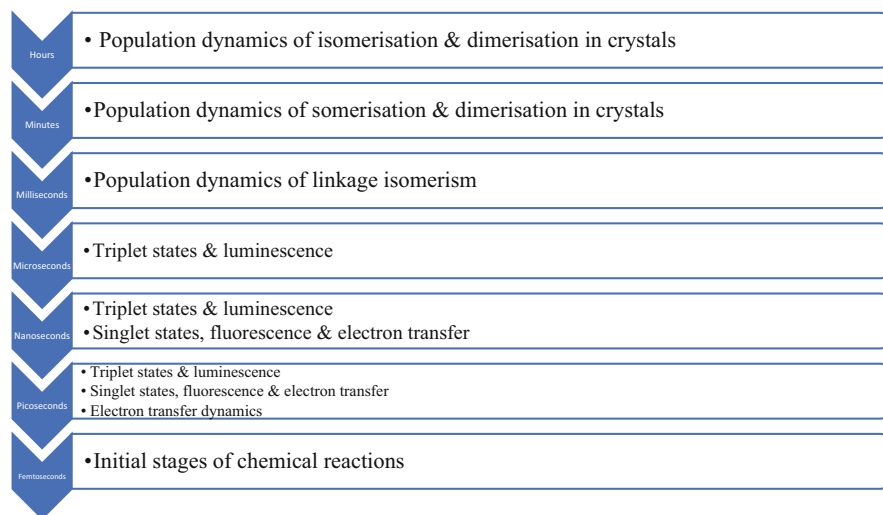 Hours
• Population dynamics of isomerisation & dimerisation in crystals
Minutes
•Population dynamics of somerisation & dimerisation in crystals
Milliseconds
•Population dynamics of linkage isomerism
Microseconds
•Triplet states & luminescence
Nanoseconds
•Triplet states & luminescence
•Singlet states, fluorescence & electron transfer
Picoseconds
• Triplet states & luminescence
• Singlet states, fluorescence & electron transfer
• Electron transfer dynamics
Femtoseconds
•Initial stages of chemical reactions